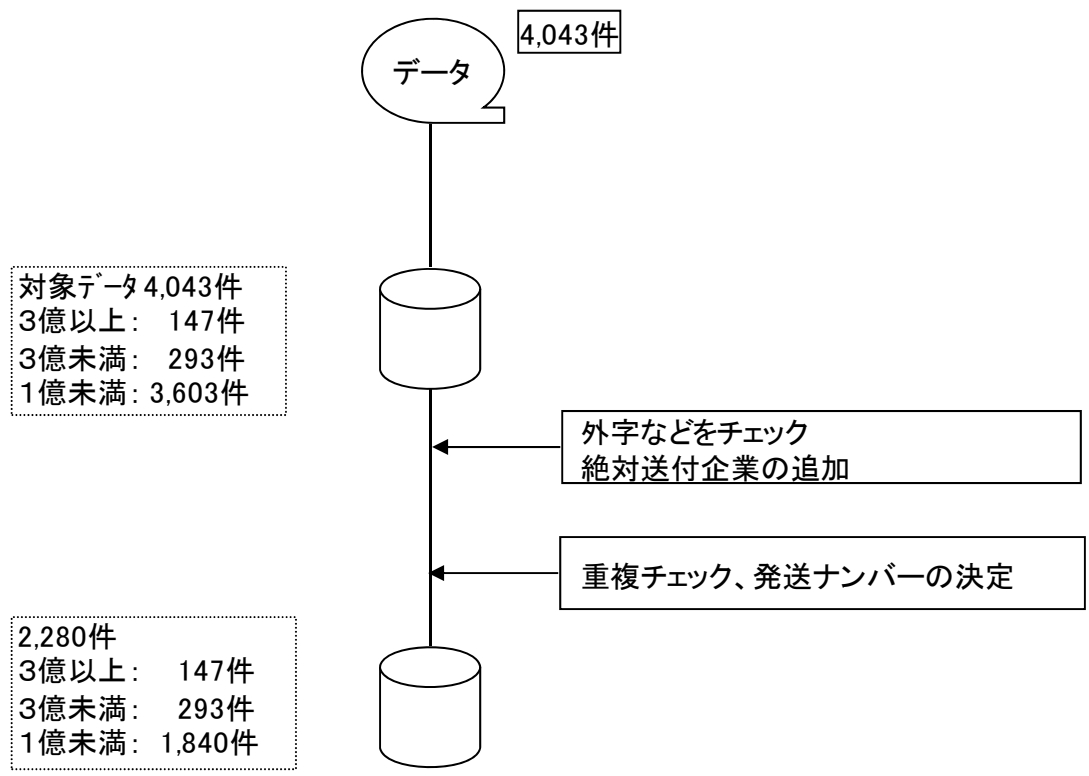 4,043件
データ
対象ﾃﾞｰﾀ 4,043件
３億以上： 147件
３億未満： 293件
１億未満： 3,603件
外字などをチェック
絶対送付企業の追加
重複チェック、発送ナンバーの決定
2,280件
３億以上： 147件
３億未満： 293件
１億未満： 1,840件